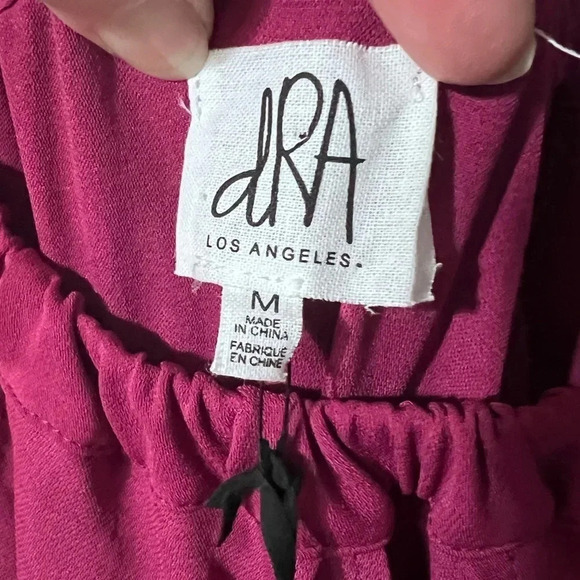 dRA
LOS ANGELES.
M
MADE
IN CHINA
FABRIQUÉ
EN CHINE